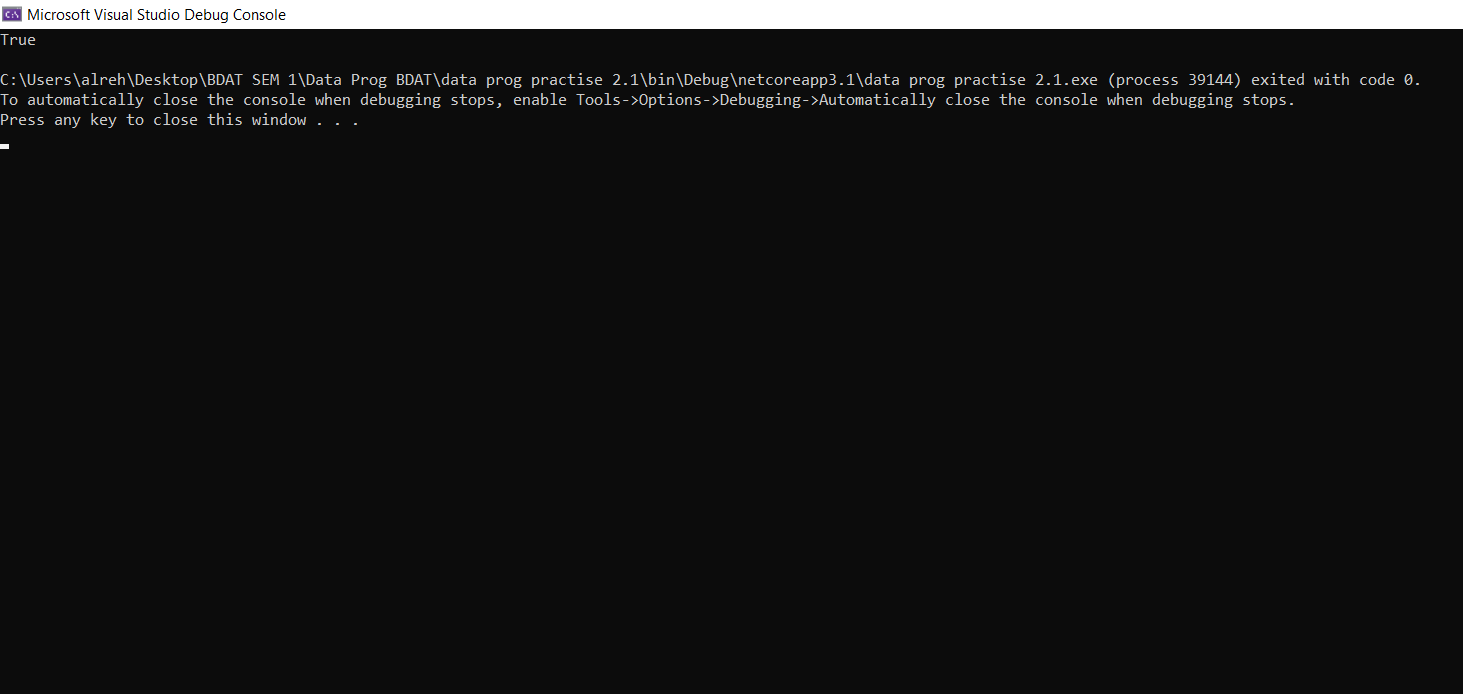 Microsoft Visual Studio Debug Console
True
C:\Users\alreh\Desktop\BDAT SEM 1\Data Prog BDAT\data prog practise 2.1\bin\Debug\netcoreapp3.1\data prog practise 2.1.exe (process 39144) exited with code 0.
To automatically close the console when debugging stops, enable Tools->Options->Debugging->Automatically close the console when debugging stops.
Press any key to close this window . . .